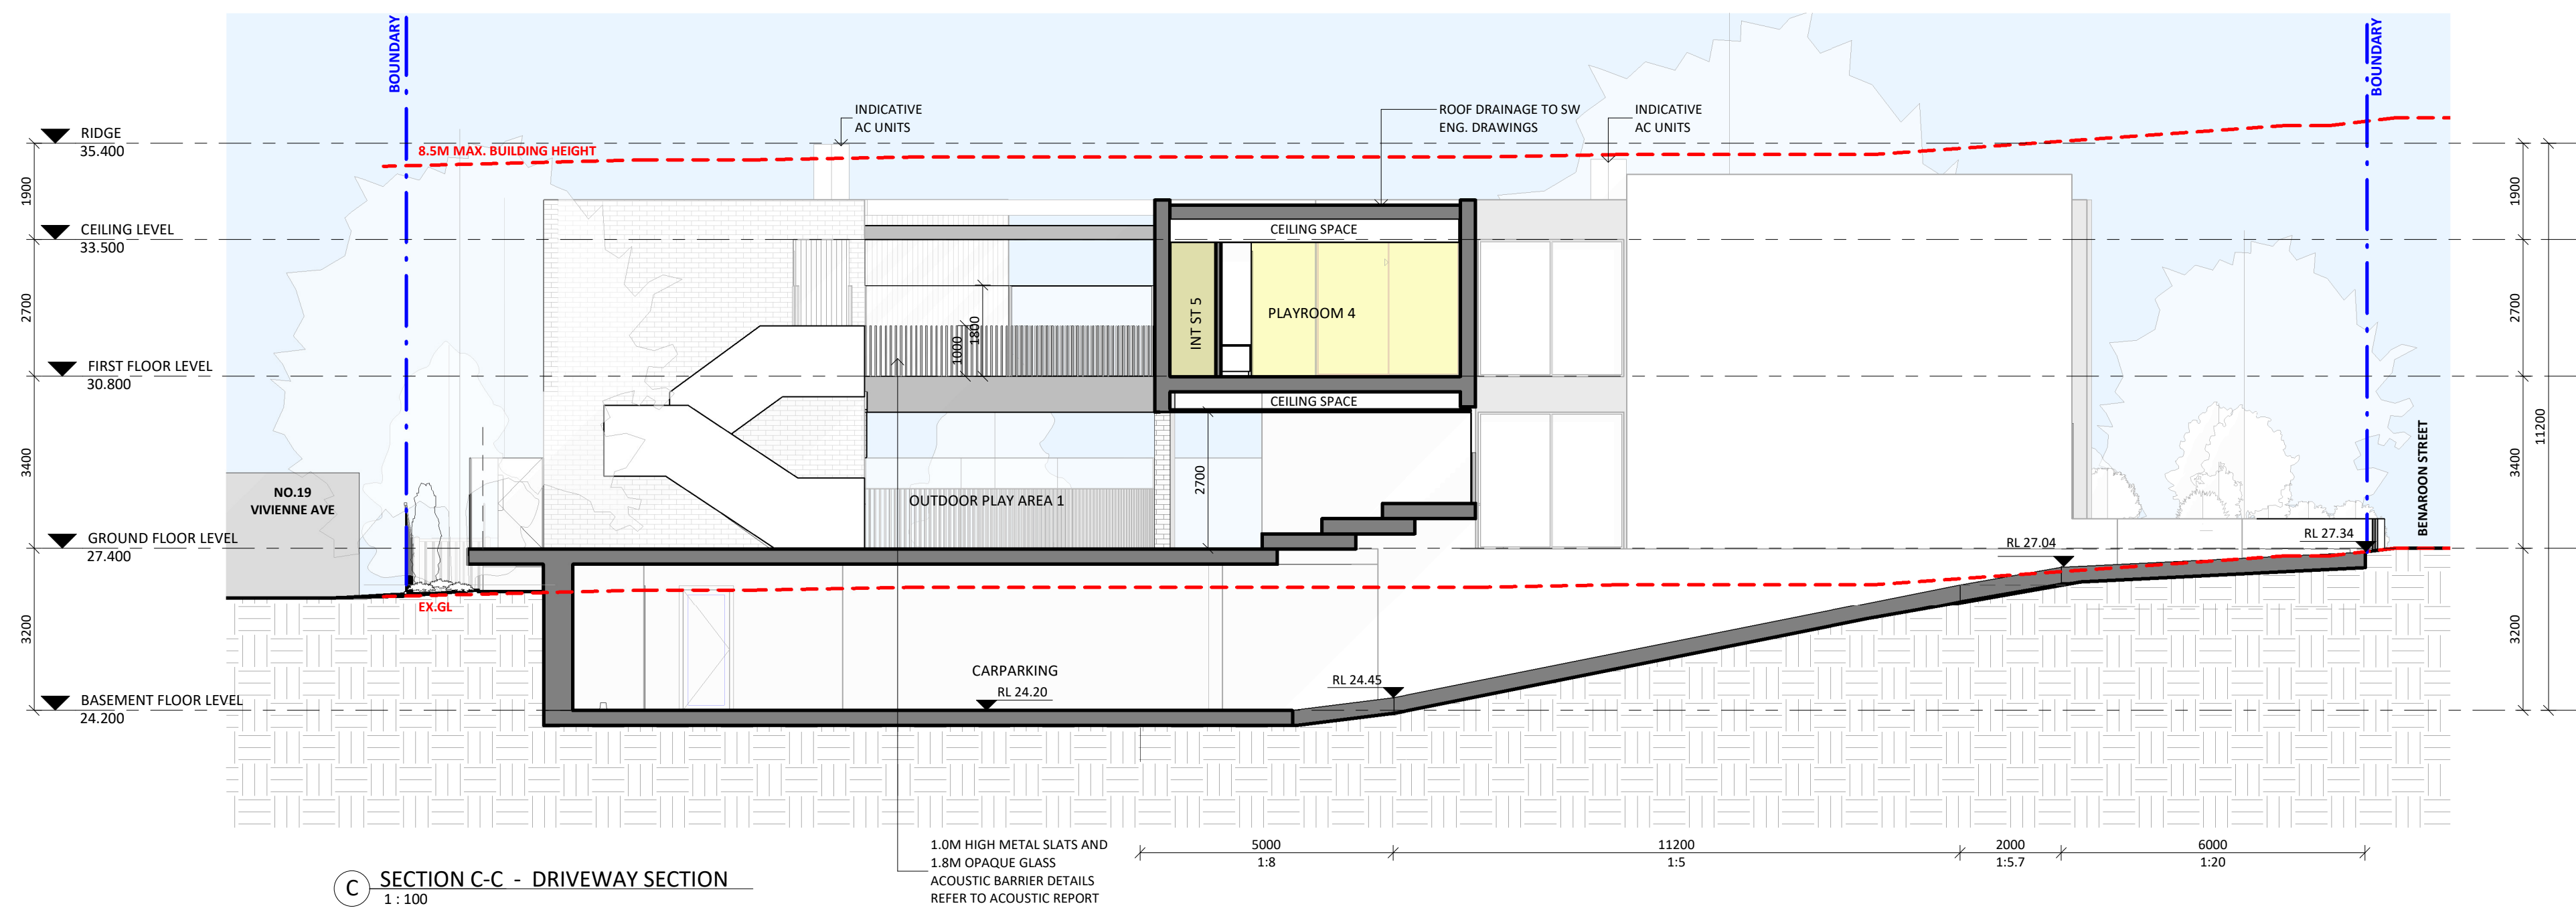 BOUNDARY
BOUNDARY
INDICATIVE
AC UNITS
ROOF DRAINAGE TO SW
ENG. DRAWINGS
INDICATIVE
AC UNITS
RIDGE
35.400
8.5M MAX. BUILDING HEIGHT
1900
1900
CEILING LEVEL
33.500
CEILING SPACE
2700
INT ST 5
PLAYROOM 4
1000
1800
2700
FIRST FLOOR LEVEL
30.800
CEILING SPACE
11200
3400
2700
3400
NO.19
VIVIENNE AVE
OUTDOOR PLAY AREA 1
BENAROON STREET
GROUND FLOOR LEVEL
27.400
RL 27.04
RL 27.34
EX.GL
3200
3200
CARPARKING
RL 24.20
RL 24.45
BASEMENT FLOOR LEVEL
24.200
1.0M HIGH METAL SLATS AND
1.8M OPAQUE GLASS
ACOUSTIC BARRIER DETAILS
REFER TO ACOUSTIC REPORT
5000
1:8
11200
1:5
2000
1:5.7
6000
1:20
C
SECTION C-C - DRIVEWAY SECTION
1 : 100